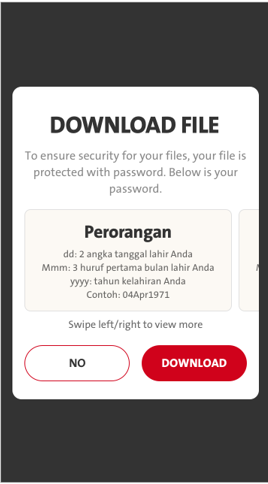 DOWNLOAD FILE
To ensure security for your files, your file is
protected with password. Below is your
password.
Perorangan
dd: 2 angka tanggal lahir Anda
Mmm: 3 huruf pertama bulan lahir Anda
yyyy: tahun kelahiran Anda
Contoh: 04Apr1971
Swipe left/right to view more
NO
DOWNLOAD